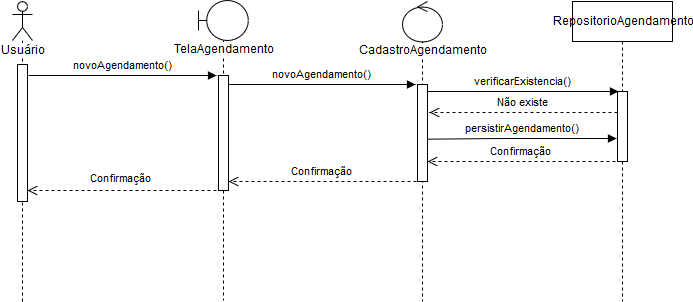 RepositorioAgendamento
Usuário
TelaAgendamento
CadastroAgendamento
novoAgendamento()
novoAgendamento()
verificarExistencia()
Não existe
persistirAgendamento()
Confirmação
Confirmação
Confirmação